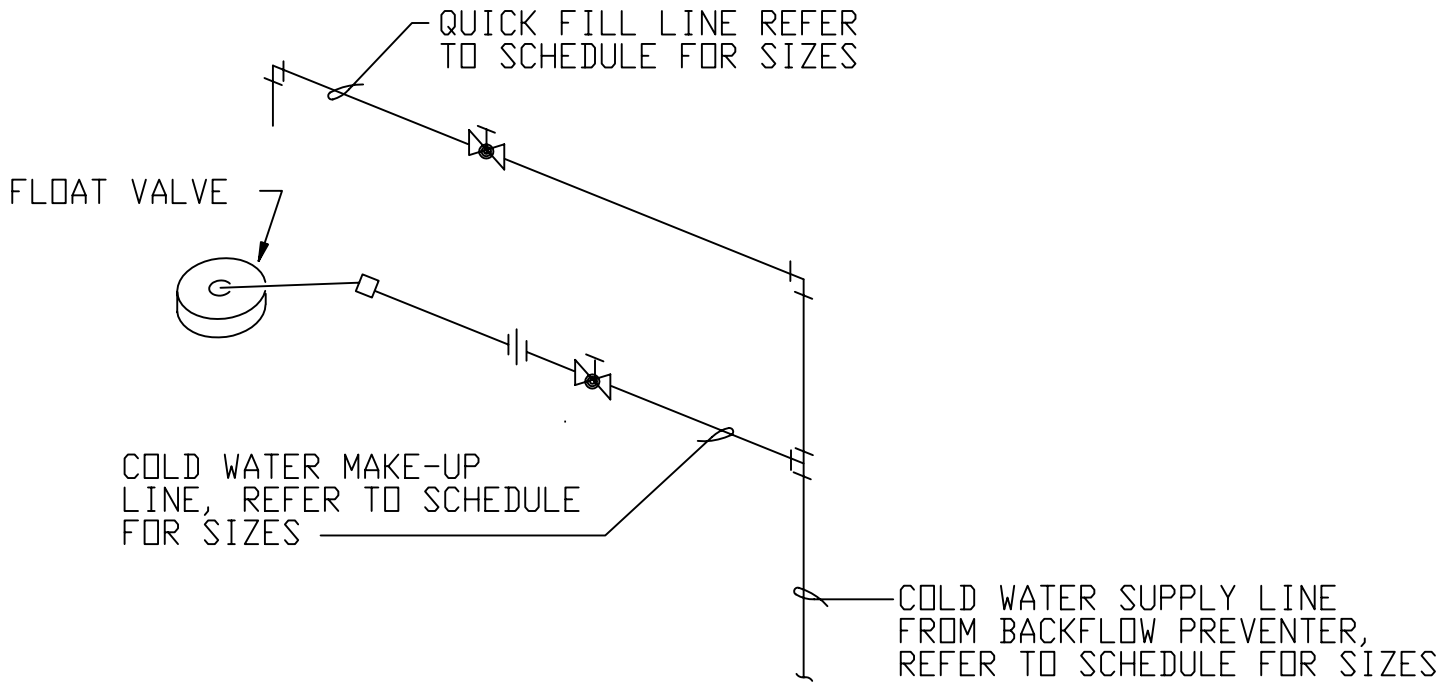 QUICK FILL LINE REFER
TO SCHEDULE FOR SIZES
FLOAT VALVE
COLD WATER MAKE-UP
LINE, REFER TO SCHEDULE
FOR SIZES
COLD WATER SUPPLY LINE
FROM BACKFLOW PREVENTER,
REFER TO SCHEDULE FOR SIZES